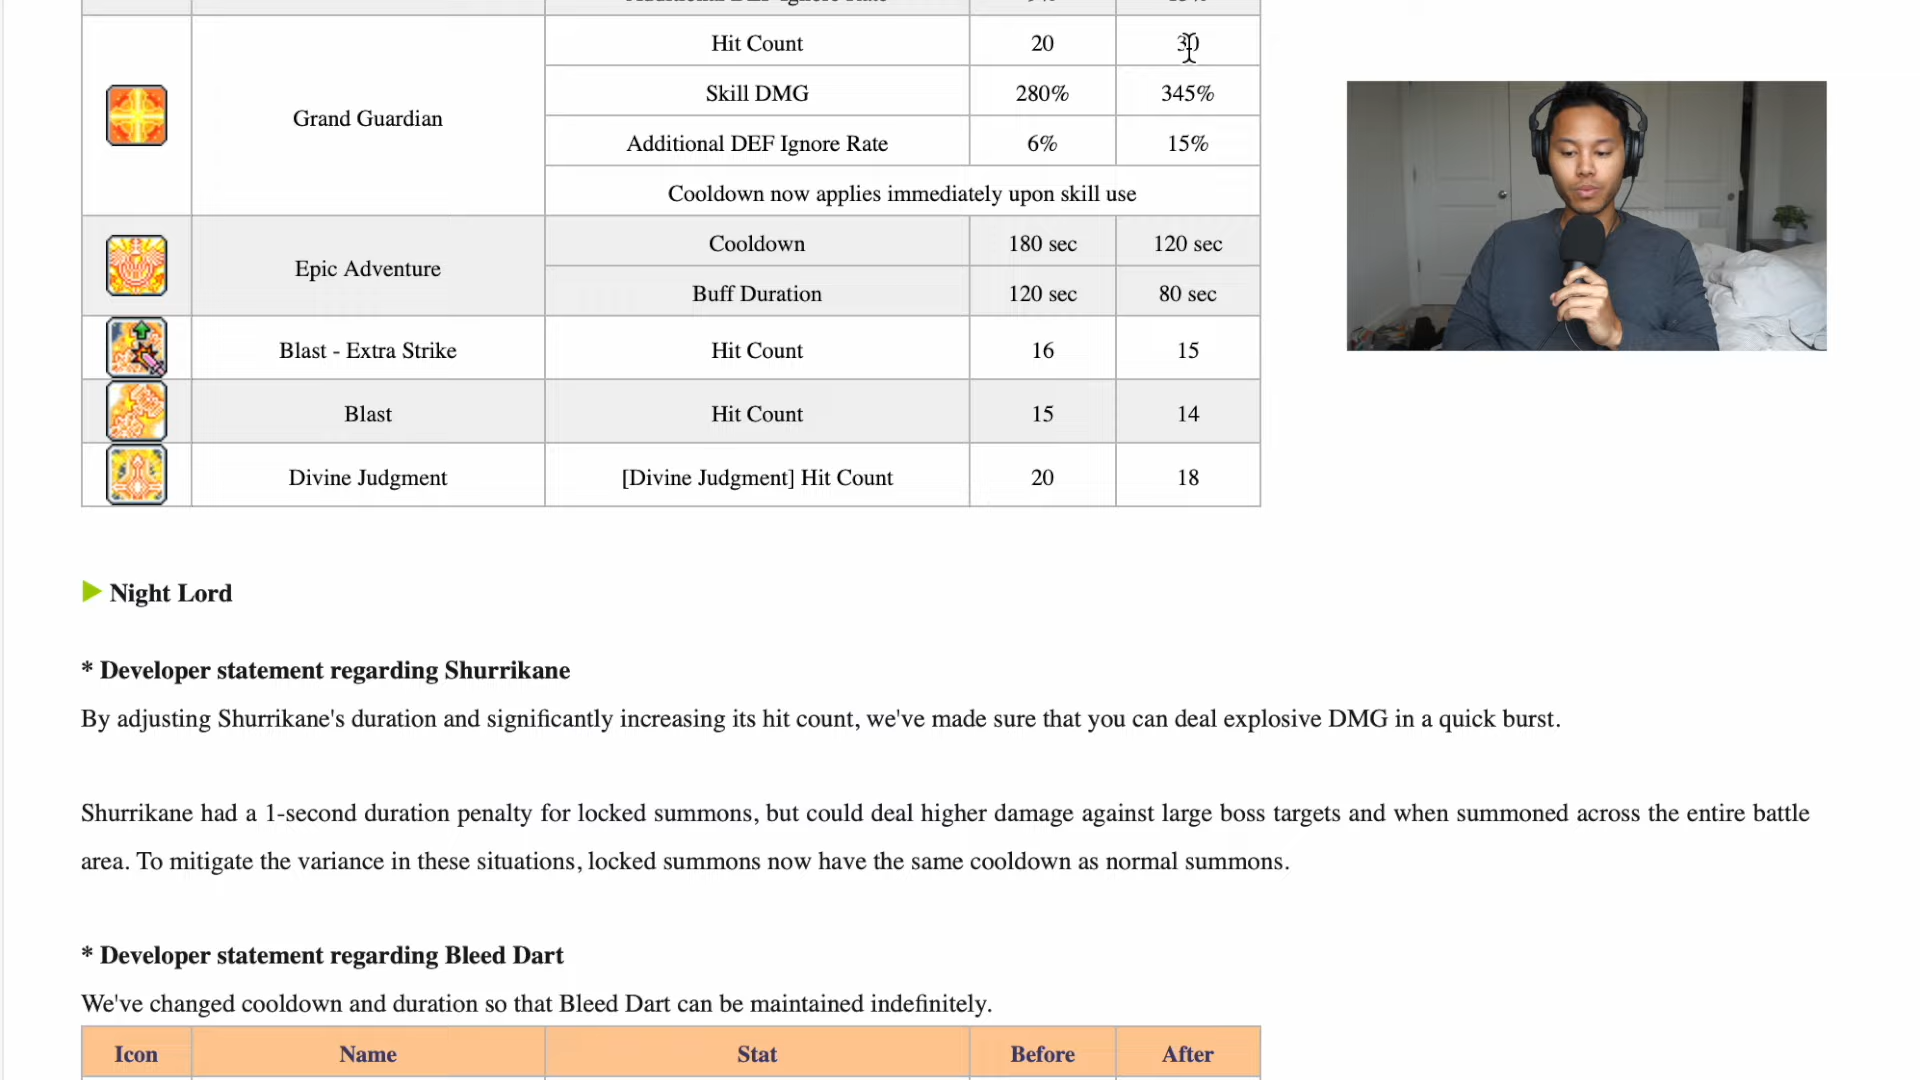 Hit Count 20 30
Grand Guardian
Skill DMG 280% 345%
Additional DEF Ignore Rate 6% 15%
Cooldown now applies immediately upon skill use
Epic Adventure
Cooldown 180 sec 120 sec
Buff Duration 120 sec 80 sec
Blast - Extra Strike Hit Count 16 15
Blast Hit Count 15 14
Divine Judgment [Divine Judgment] Hit Count 20 18
Night Lord
* Developer statement regarding Shurrikane
By adjusting Shurrikane's duration and significantly increasing its hit count, we've made sure that you can deal explosive DMG in a quick burst.
Shurrikane had a 1-second duration penalty for locked summons, but could deal higher damage against large boss targets and when summoned across the entire battle
area. To mitigate the variance in these situations, locked summons now have the same cooldown as normal summons.
* Developer statement regarding Bleed Dart
We've changed cooldown and duration so that Bleed Dart can be maintained indefinitely.
Icon Name Stat Before After